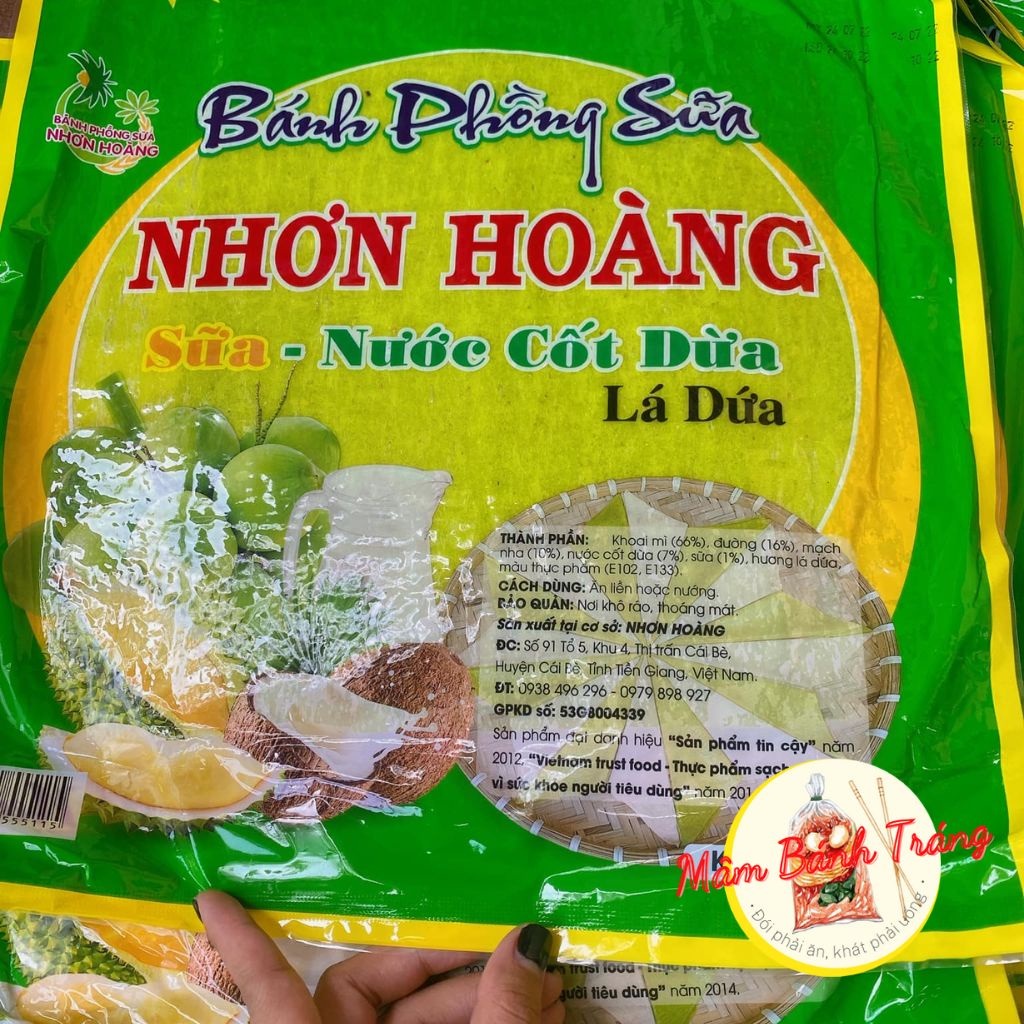 BÁNH PHỒNG SỮA
NHƠN HOÀNG
Bánh Phồng Sữa
NHƠN HOÀNG
Sữa - Nước Cốt Dừa
Lá Dứa
THÀNH PHẦN: Khoai mì (66%), đường (16%), mạch
nha (10%), nước cốt dừa (7%), sữa (1%), hương lá dứa,
màu thực phẩm (E102, E133).
CÁCH DÙNG: Ăn liền hoặc nướng.
BẢO QUẢN: Nơi khô ráo, thoáng mát.
Sản xuất tại cơ sở: NHƠN HOÀNG
ĐC: Số 91 Tổ 5, Khu 4, Thị trấn Cái Bè,
Huyện Cái Bè, Tỉnh Tiền Giang, Việt Nam.
ĐT: 0938 496 296 - 0979 898 927
GPKD số: 53G8004339
Sản phẩm đạt danh hiệu "Sản phẩm tin cậy" năm
2012, "Vietnam trust food - Thực phẩm sạch
vì sức khỏe người tiêu dùng" năm 201
555115
Mâm Bánh Tráng
· Đói phải ăn, khát phải uống ·
trust food - thực phẩm
người tiêu dùng" năm 2014.